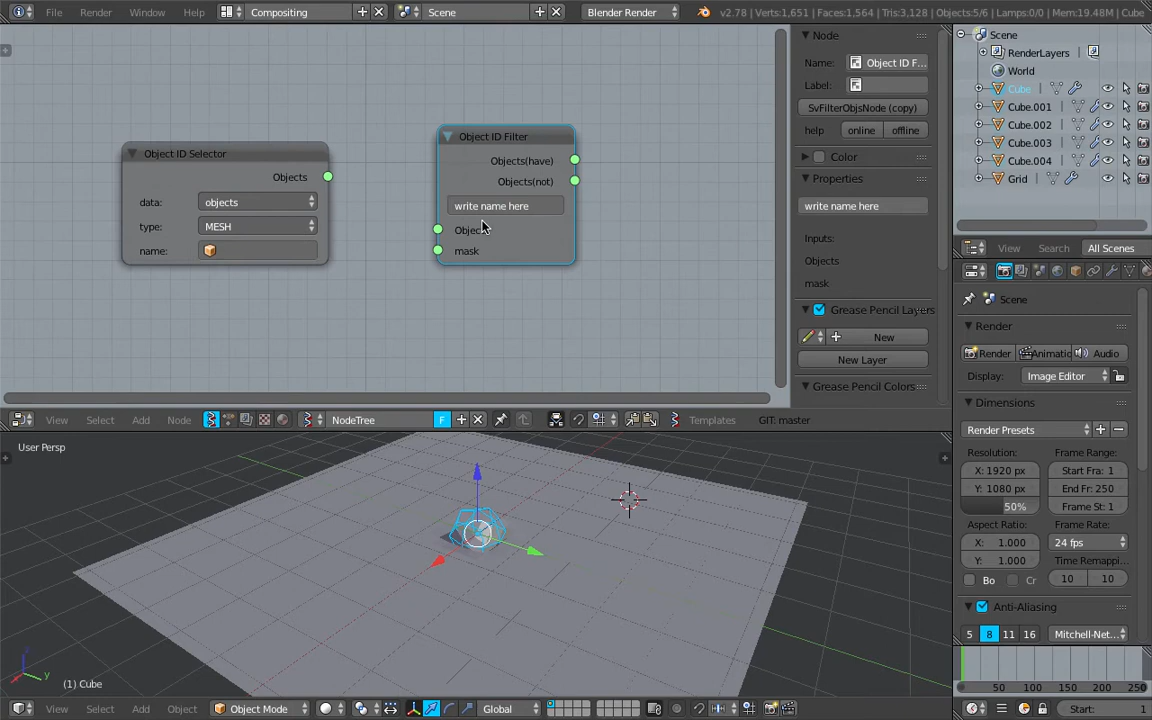 File Render Window Help Compositing Scene Blender Render v2.78 | Verts:1,651 | Faces:1,564 | Tris:3,128 | Objects:5/6 | Lamps:0/0 | Mem:19.48M | Cube
Object ID Selector
Objects
data: objects
type: MESH
name:
Object ID Filter
Objects(have)
Objects(not)
write name here
Objec
mask
Node
Name: Object ID F...
Label:
SvFilterObjsNode (copy)
help online offline
Color
Properties
write name here
Inputs:
Objects
mask
Grease Pencil Layers
New
New Layer
Grease Pencil Colors
View Select Add Node NodeTree F Templates GIT: master
Scene
RenderLayers
World
Cube
Cube.001
Cube.002
Cube.003
Cube.004
Grid
View Search All Scenes
Scene
Render
Render Animatio Audio
Display: Image Editor
Dimensions
Render Presets
Resolution: Frame Range:
X: 1920 px Start Fra: 1
Y: 1080 px End Fr: 250
50% Frame St: 1
Aspect Ratio: Frame Rate:
X: 1.000 24 fps
Y: 1.000 Time Remappi...
Bo Cr 10 10
Anti-Aliasing
5 8 11 16 Mitchell-Net...
User Persp
z y
(1) Cube
View Select Add Object Object Mode Global
50 100 150 200 250
Start: 1